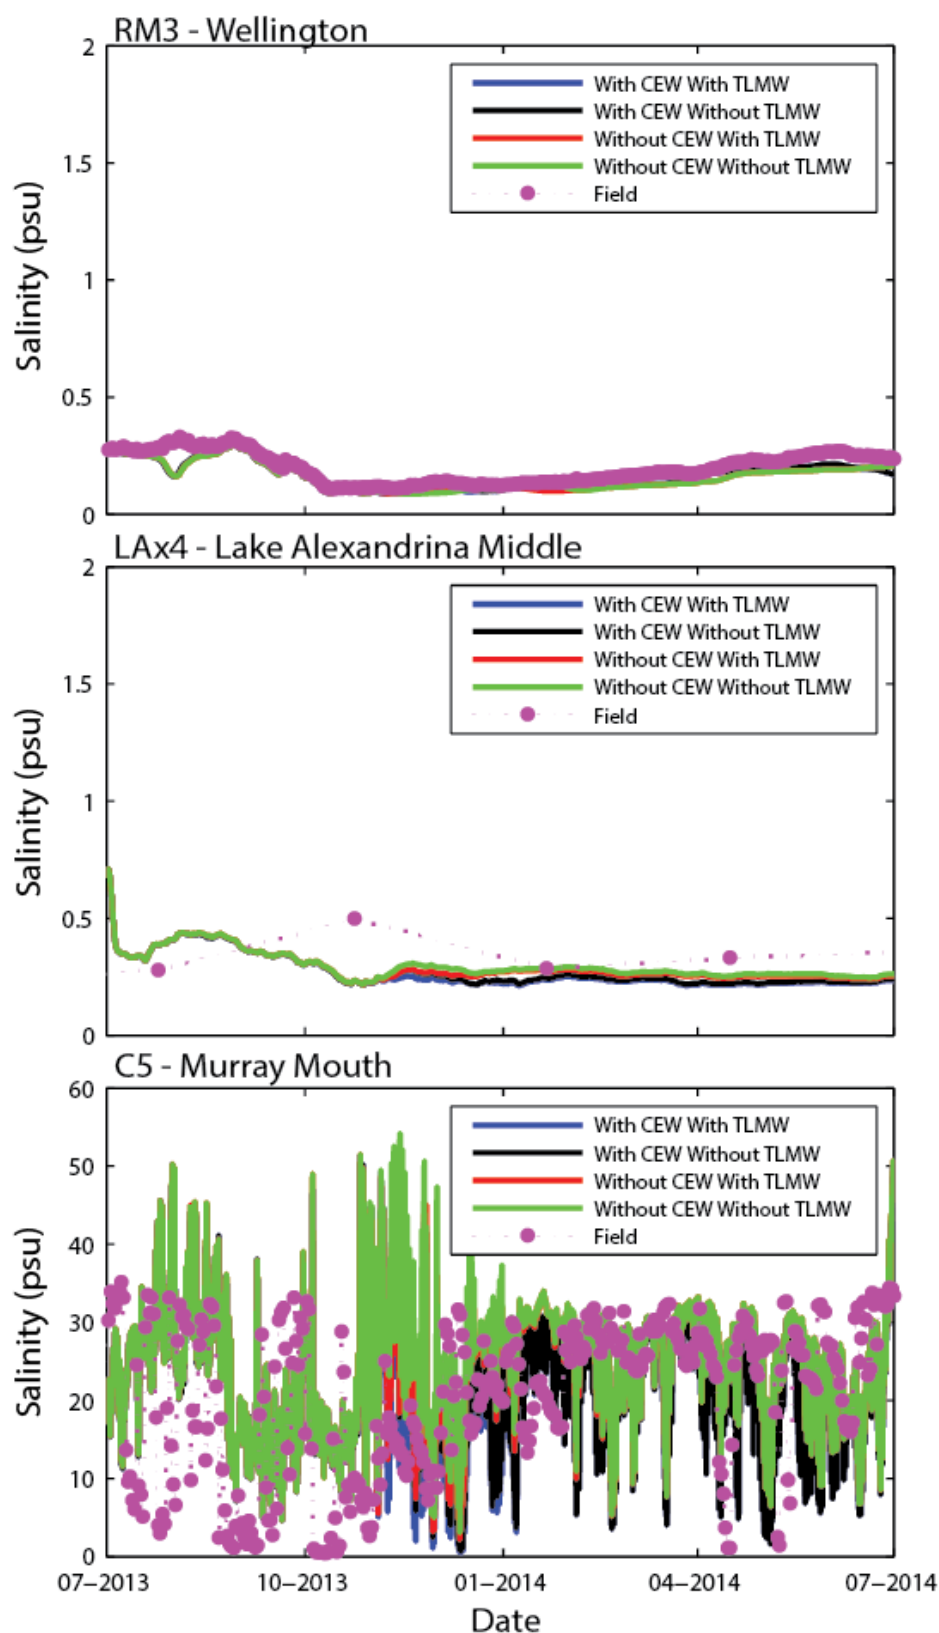 RM3 - Wellington
2
1.5
1
0.5
0
Salinity (psu)
With CEW With TLMW
With CEW Without TLMW
Without CEW With TLMW
Without CEW Without TLMW
Field
LAx4 - Lake Alexandrina Middle
2
1.5
1
0.5
0
Salinity (psu)
With CEW With TLMW
With CEW Without TLMW
Without CEW With TLMW
Without CEW Without TLMW
Field
C5 - Murray Mouth
60
50
40
30
20
10
0
Salinity (psu)
With CEW With TLMW
With CEW Without TLMW
Without CEW With TLMW
Without CEW Without TLMW
Field
07–2013 10–2013 01–2014 04–2014 07–2014
Date